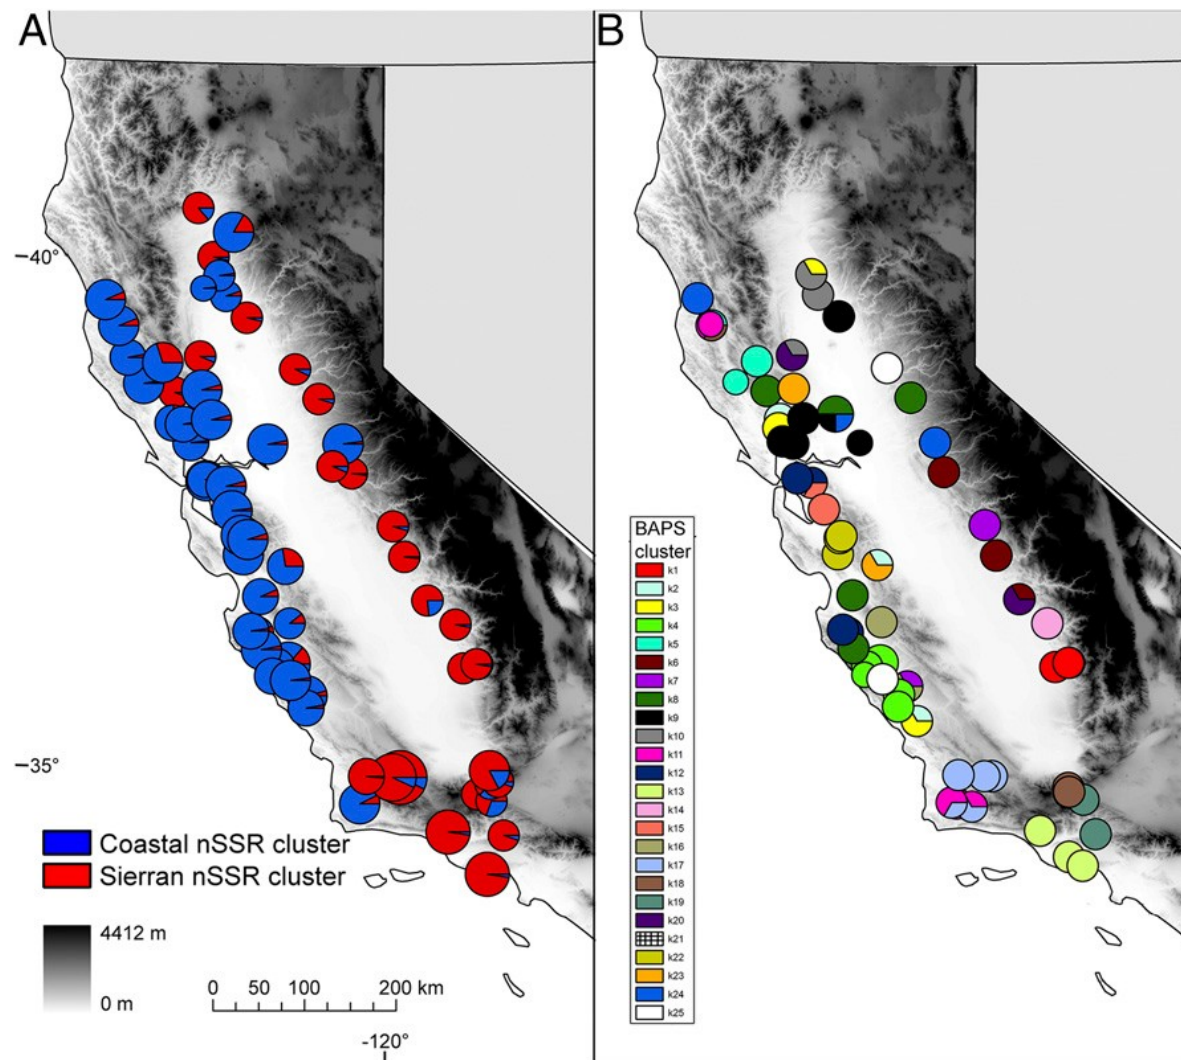 A
B
40°
35°
Coastal nSSR cluster
Sierran nSSR cluster
4412 m
0 m
0 50 100 200 km
-120°
BAPS
cluster
k1
k2
k3
k4
k5
k6
k7
k8
k9
k10
k11
k12
k13
k14
k15
k16
k17
k18
k19
k20
k21
k22
k23
k24
k25